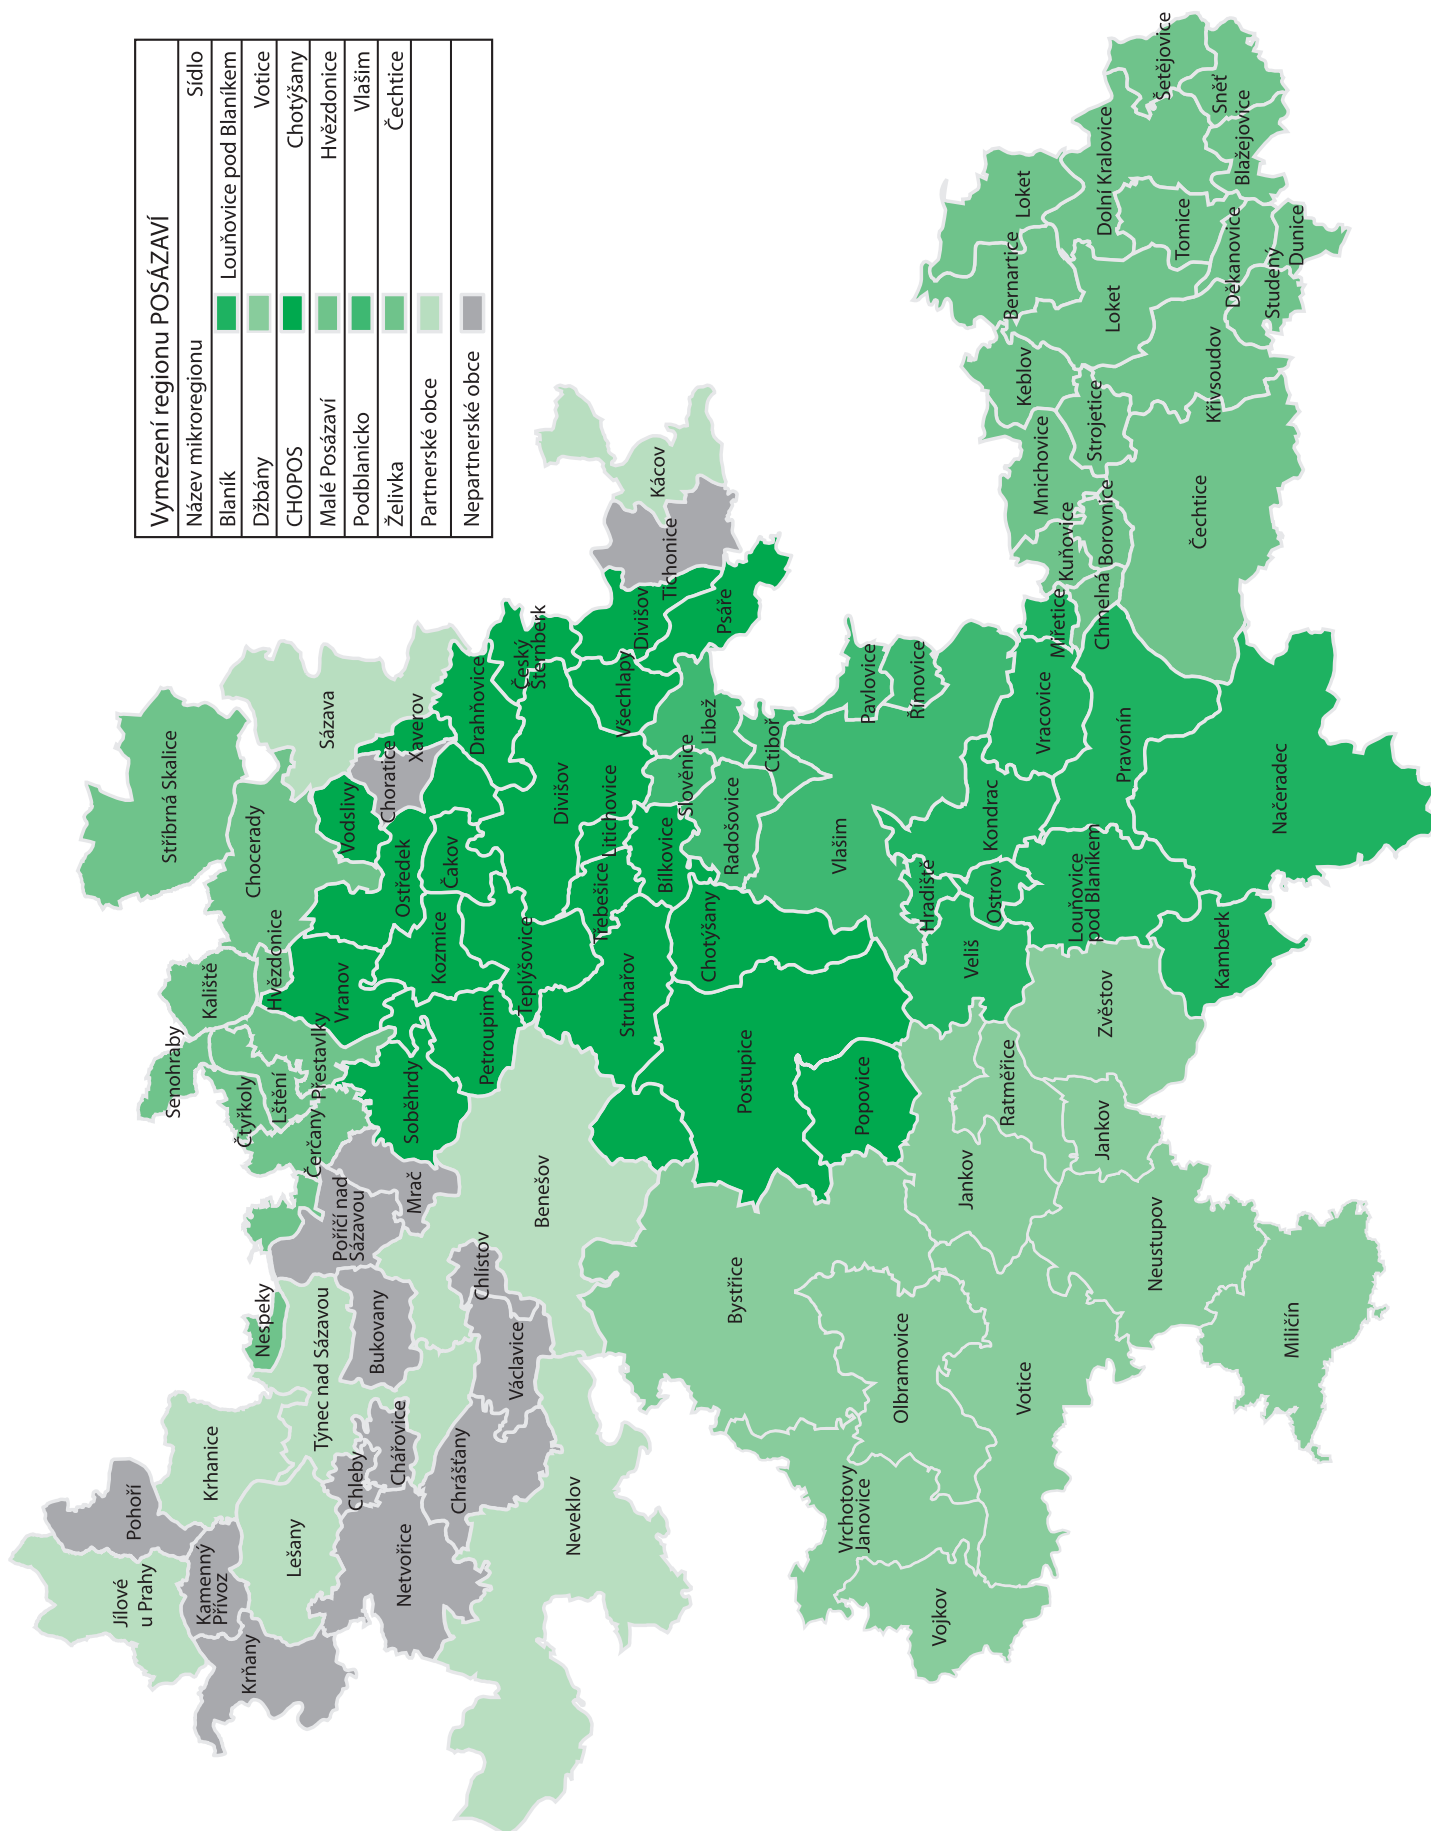 Vymezení regionu POSÁZAVÍ
Název mikroregionu Sídlo
Blaník Louňovice pod Blaníkem
Džbány Votice
CHOPOS Chotýšany
Malé Posázaví Hvězdonice
Podblanicko Vlašim
Želivka Čechtice
Partnerské obce
Nepartnerské obce
Jílové
u Prahy
Pohoří
Kamenný
Přívoz
Krňany
Krhanice
Lešany
Týnec nad Sázavou
Nespeky
Chleby
Chářovice
Netvořice
Chrášťany
Neveklov
Bukovany
Václavice
Chlístov
Poříčí nad
Sázavou
Mrač
Benešov
Senohraby
Čtyřkoly
Lštění
Čerčany
Přestavlky
Kaliště
Hvězdonice
Chocerady
Stříbrná Skalice
Sázava
Xaverov
Choratice
Vodslivy
Ostředek
Vranov
Čakov
Kozmice
Soběhrdy
Petroupim
Teplýšovice
Drahňovice
Český
Šternberk
Divišov
Divišov
Všechlapy
Tichonice
Kácov
Psáře
Litichovice
Třebešice
Bílkovice
Struhařov
Chotýšany
Postupice
Popovice
Slověnice
Libež
Radošovice
Ctiboř
Vlašim
Pavlovice
Římovice
Hradiště
Kondrac
Ostrov
Veliš
Louňovice
pod Blaníkem
Vracovice
Miřetice
Pravonín
Načeradec
Kamberk
Zvěstov
Ratměřice
Jankov
Jankov
Bystřice
Olbramovice
Vrchotovy
Janovice
Vojkov
Votice
Neustupov
Miličín
Čechtice
Chmelná
Borovnice
Kuňovice
Mnichovice
Strojetice
Keblov
Křivsoudov
Loket
Bernartice
Loket
Dolní Kralovice
Tomice
Děkanovice
Studený
Dunice
Blažejovice
Sněť
Šetějovice